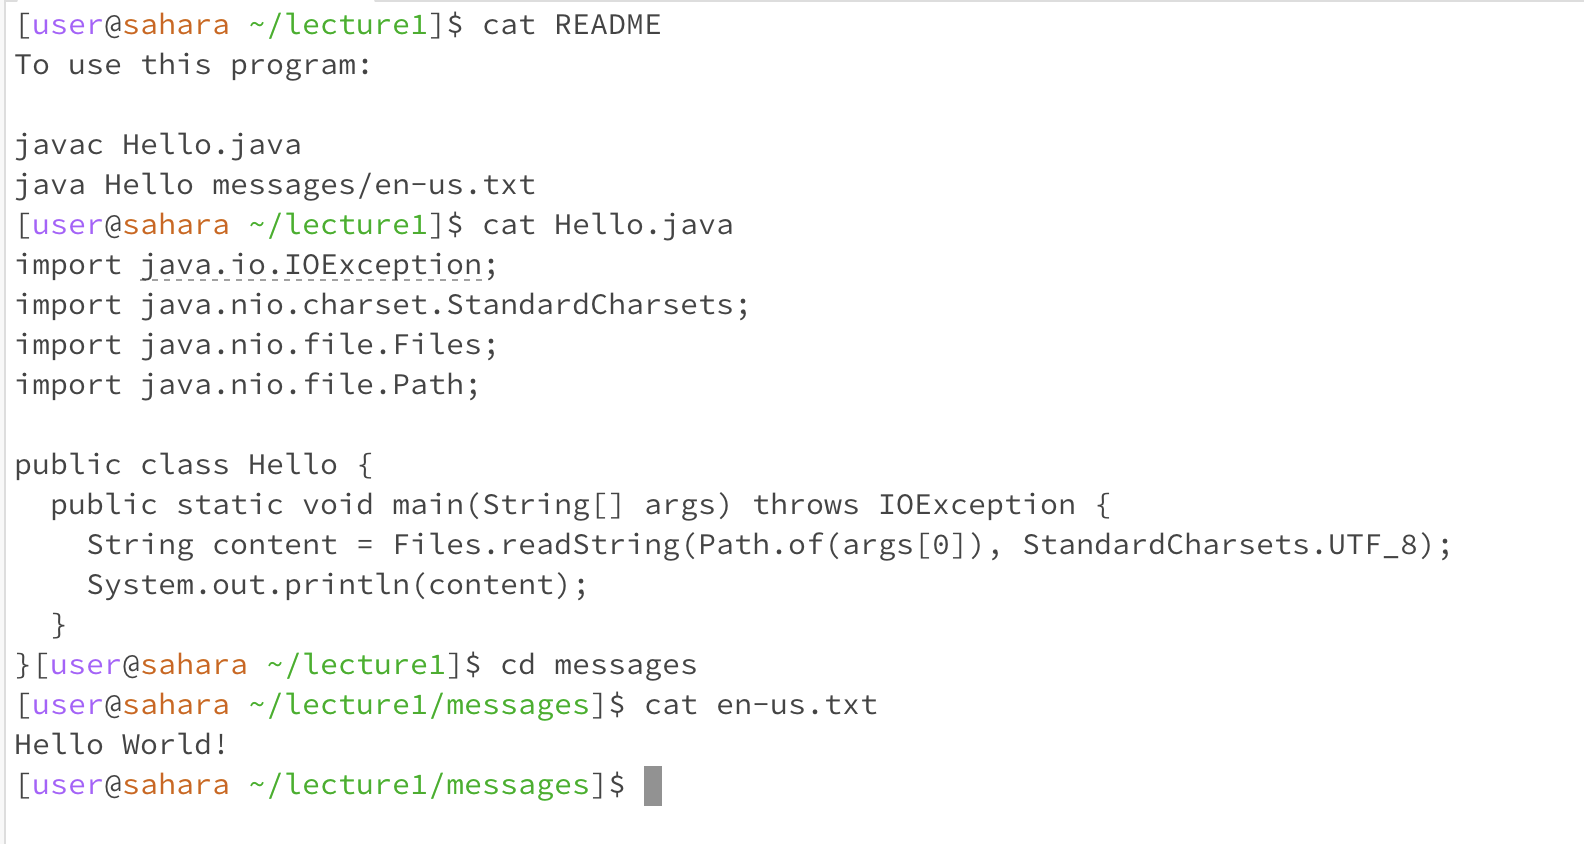 [user@sahara ~/lecture1]$ cat README
To use this program:

javac Hello.java
java Hello messages/en-us.txt
[user@sahara ~/lecture1]$ cat Hello.java
import java.io.IOException;
import java.nio.charset.StandardCharsets;
import java.nio.file.Files;
import java.nio.file.Path;

public class Hello {
  public static void main(String[] args) throws IOException {
    String content = Files.readString(Path.of(args[0]), StandardCharsets.UTF_8);
    System.out.println(content);
  }
}[user@sahara ~/lecture1]$ cd messages
[user@sahara ~/lecture1/messages]$ cat en-us.txt
Hello World!
[user@sahara ~/lecture1/messages]$